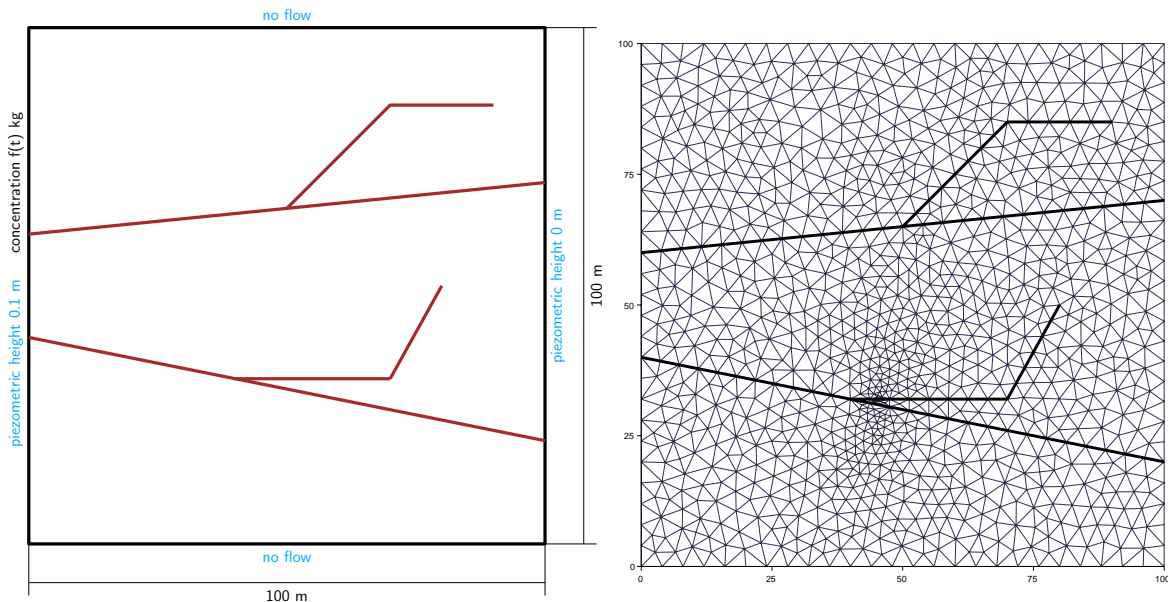 no flow
concentration f(t) kg
piezometric height 0.1 m
piezometric height 0 m
100 m
no flow
100 m
100
75
50
25
0
0
25
50
75
100